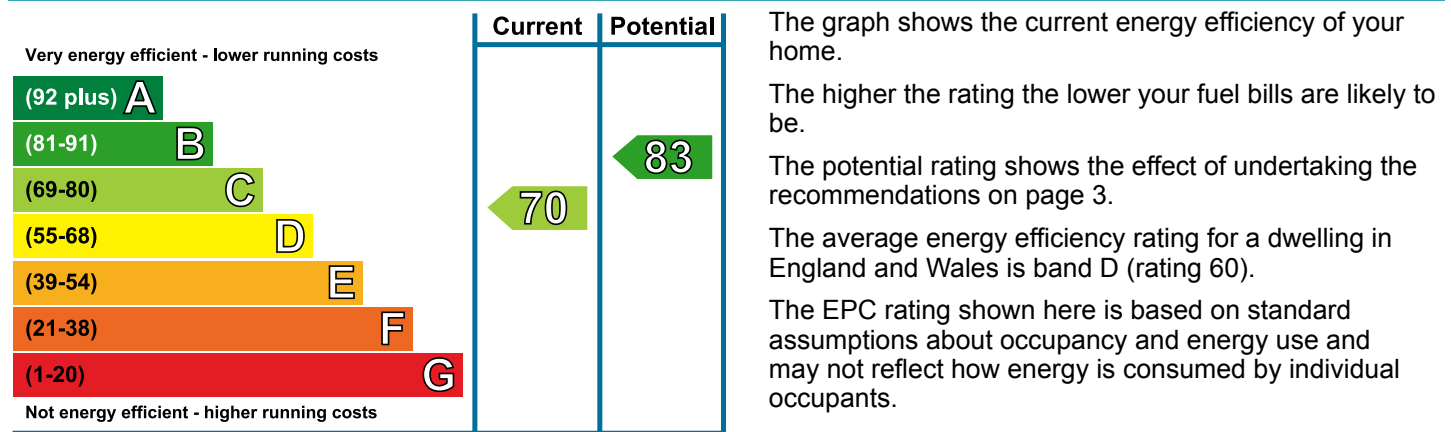 Current Potential
Very energy efficient - lower running costs
(92 plus) A
(81-91) B
(69-80) C
(55-68) D
(39-54) E
(21-38) F
(1-20) G
Not energy efficient - higher running costs
70
83
The graph shows the current energy efficiency of your
home.
The higher the rating the lower your fuel bills are likely to
be.
The potential rating shows the effect of undertaking the
recommendations on page 3.
The average energy efficiency rating for a dwelling in
England and Wales is band D (rating 60).
The EPC rating shown here is based on standard
assumptions about occupancy and energy use and
may not reflect how energy is consumed by individual
occupants.